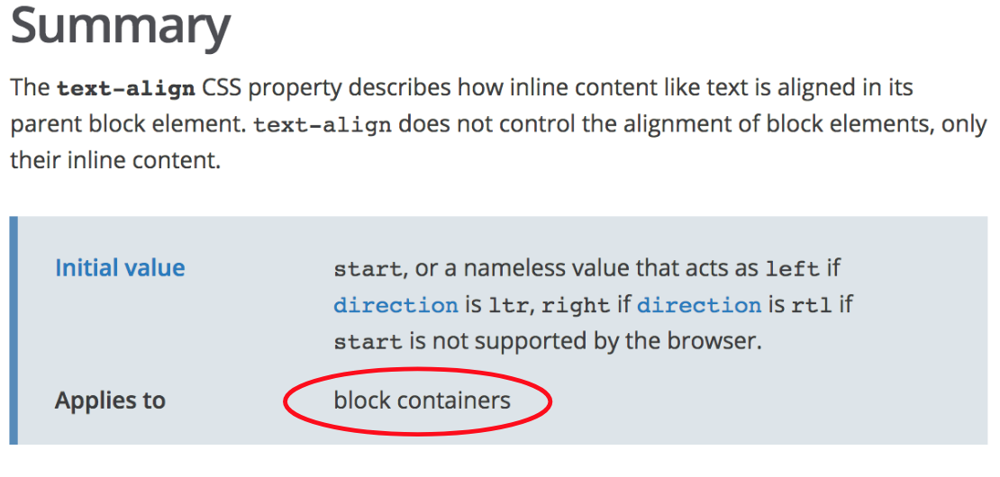 Summary
The text-align CSS property describes how inline content like text is aligned in its
parent block element. text-align does not control the alignment of block elements, only
their inline content.
Initial value
start, or a nameless value that acts as left if
direction is ltr, right if direction is rtl if
start is not supported by the browser.
Applies to
block containers